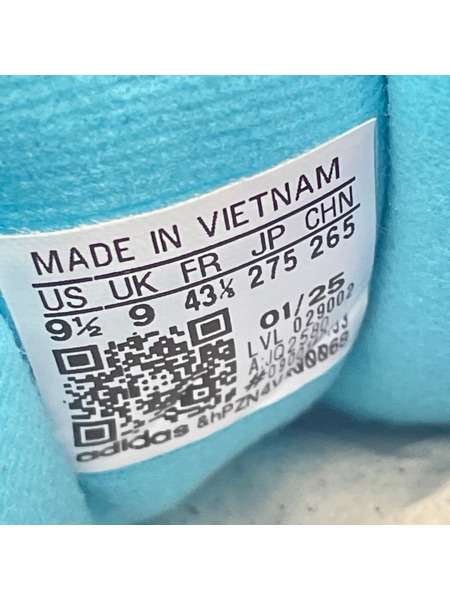 MADE IN VIETNAM
US UK FR JP CHN
9½ 9 43⅓ 275 265
01/25
LVL 029002
adidas